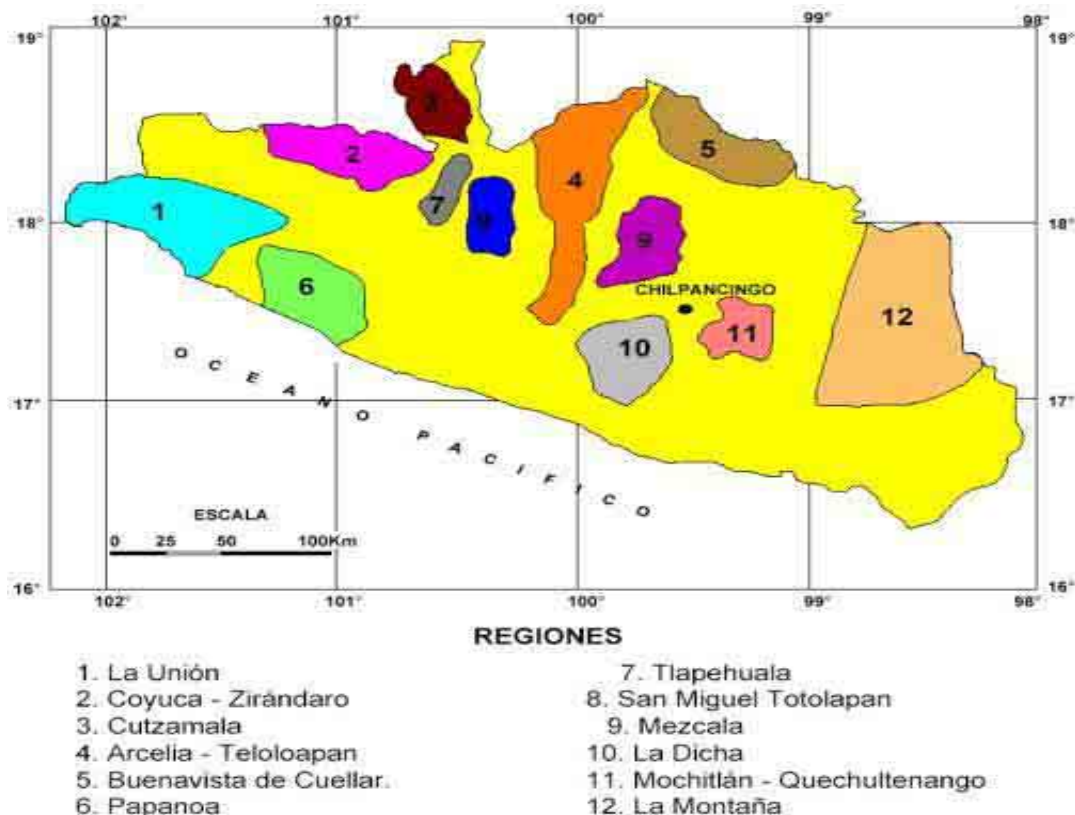 102° 101° 100° 99° 98°
19° 19°
3
2
5
4
7
1
8
18° 18°
9
6
CHILPANCINGO
12
11
10
17° 17°
OCEANO PACIFICO
ESCALA
0 25 50 100Km
16° 16°
102° 101° 100° 99° 98°
REGIONES
1. La Unión
2. Coyuca - Zirándaro
3. Cutzamala
4. Arcelia - Teloloapan
5. Buenavista de Cuellar.
6. Papanoa
7. Tlapehuala
8. San Miguel Totolapan
9. Mezcala
10. La Dicha
11. Mochitlán - Quechultenango
12. La Montaña